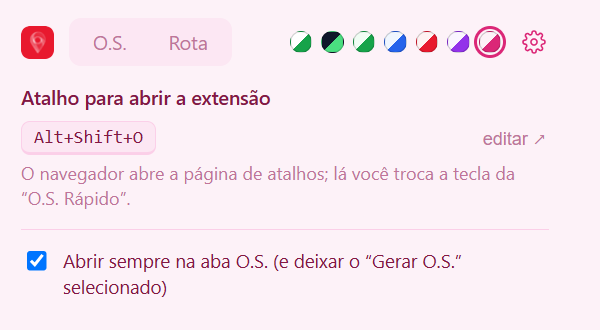 O.S. Rota
Atalho para abrir a extensão
Alt+Shift+O editar ↗
O navegador abre a página de atalhos; lá você troca a tecla da
“O.S. Rápido”.
Abrir sempre na aba O.S. (e deixar o “Gerar O.S.”
selecionado)